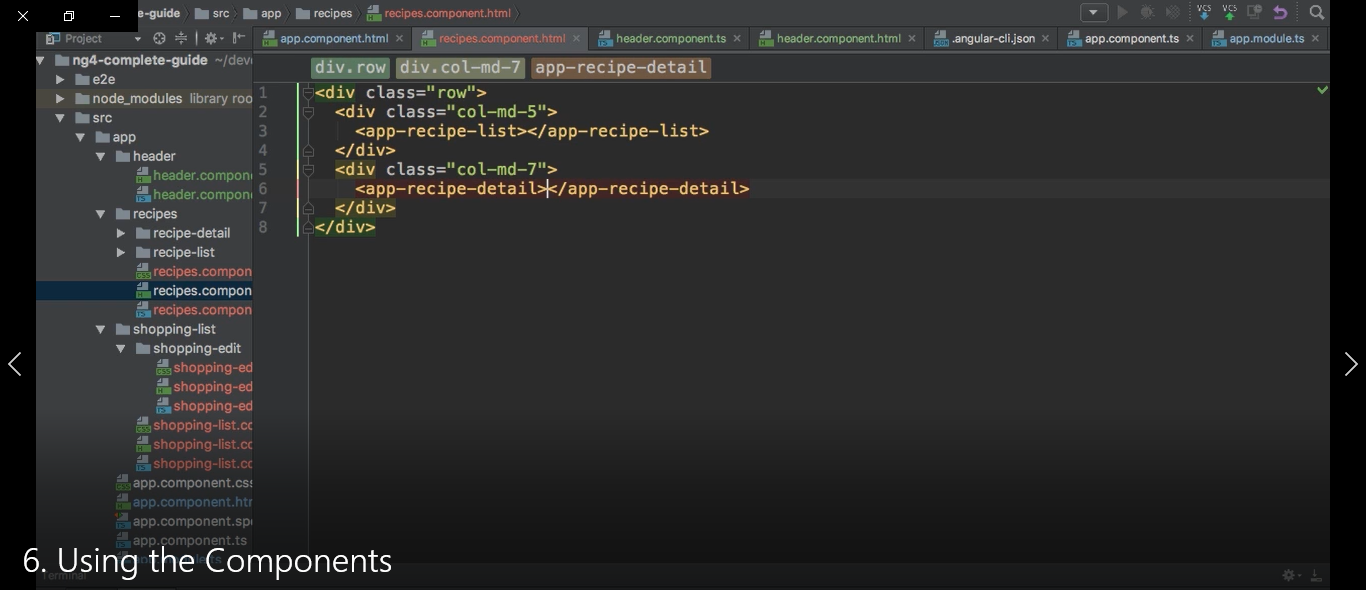 e-guide src app recipes recipes.component.html
Project app.component.html recipes.component.html header.component.ts header.component.html .angular-cli.json app.component.ts app.module.ts
VCS VCS
ng4-complete-guide ~/dev
e2e
node_modules library roo
src
app
header
header.compon
header.compone
recipes
recipe-detail
recipe-list
recipes.compon
recipes.compon
recipes.compon
shopping-list
shopping-edit
shopping-ed
shopping-ed
shopping-ed
shopping-list.cc
shopping-list.cc
shopping-list.cc
app.component.css
app.component.htr
app.component.spe
app.component.ts
div.row div.col-md-7 app-recipe-detail
1 <div class="row">
2 <div class="col-md-5">
3 <app-recipe-list></app-recipe-list>
4 </div>
5 <div class="col-md-7">
6 <app-recipe-detail></app-recipe-detail>
7 </div>
8 </div>
6. Using the Components
Terminal